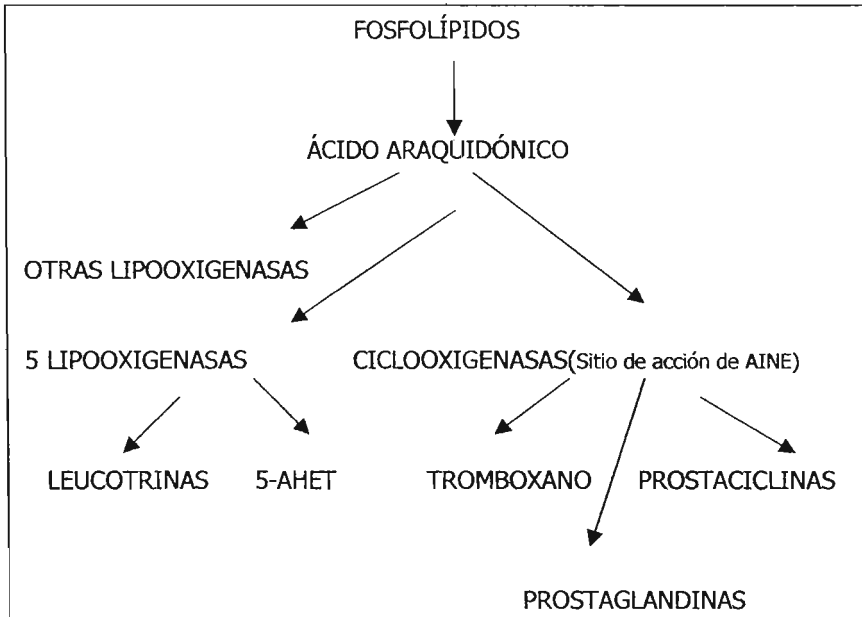 FOSFOLÍPIDOS
ÁCIDO ARAQUIDÓNICO
OTRAS LIPOOXIGENASAS
5 LIPOOXIGENASAS
CICLOOXIGENASAS(Sitio de acción de AINE)
LEUCOTRINAS
5-AHET
TROMBOXANO
PROSTACICLINAS
PROSTAGLANDINAS